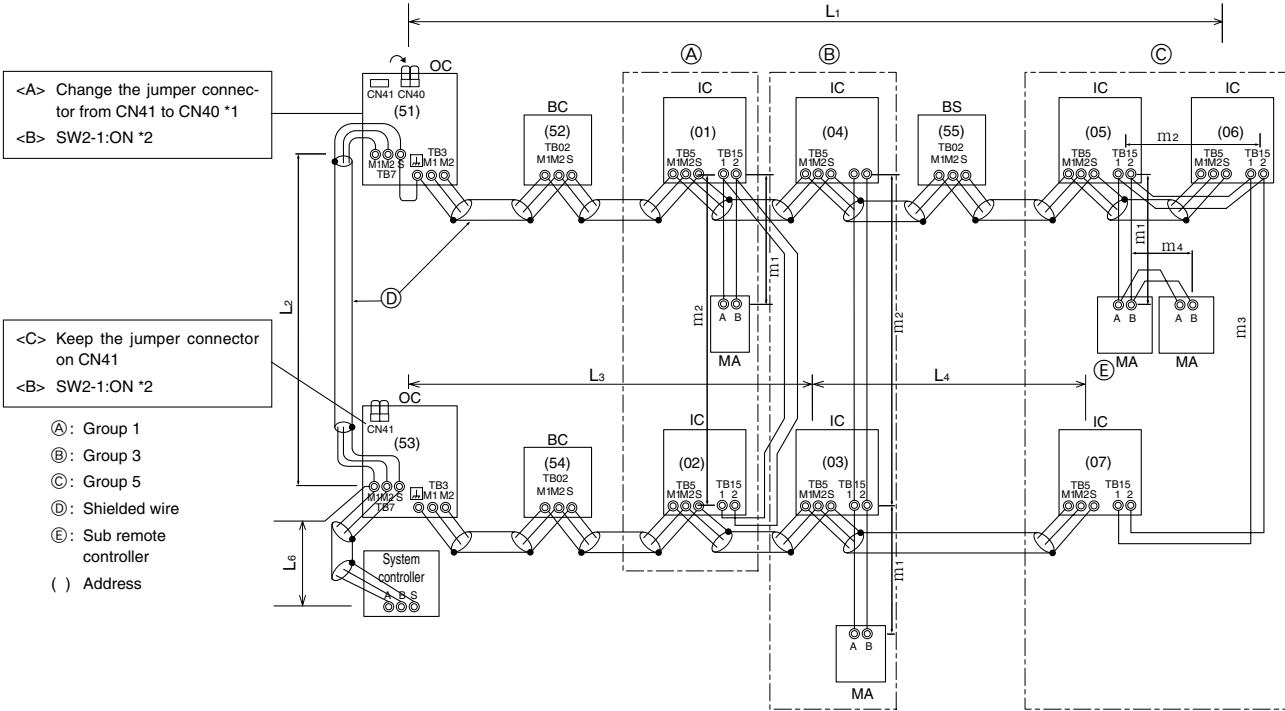 L1
A
B
C
<A> Change the jumper connec-
tor from CN41 to CN40 *1
<B> SW2-1:ON *2
OC
CN41 CN40
(51)
M1M2 S
TB7
TB3
M1 M2
BC
(52)
TB02
M1M2 S
IC
(01)
TB5
M1M2S
TB15
1 2
IC
(04)
TB5
M1M2S
TB15
1 2
BS
(55)
TB02
M1M2 S
IC
(05)
TB5
M1M2S
TB15
1 2
m2
IC
(06)
TB5
M1M2S
TB15
1 2
L2
D
m2
m1
A B
MA
m2
m1
m4
A B
MA
A B
MA
E
m3
<C> Keep the jumper connector
on CN41
<B> SW2-1:ON *2
L3
L4
OC
CN41
(53)
M1M2 S
TB7
TB3
M1 M2
BC
(54)
TB02
M1M2 S
IC
(02)
TB5
M1M2S
TB15
1 2
IC
(03)
TB5
M1M2S
TB15
1 2
IC
(07)
TB5
M1M2S
TB15
1 2
A: Group 1
B: Group 3
C: Group 5
D: Shielded wire
E: Sub remote
controller
( ) Address
L6
System
controller
A B S
m1
A B
MA